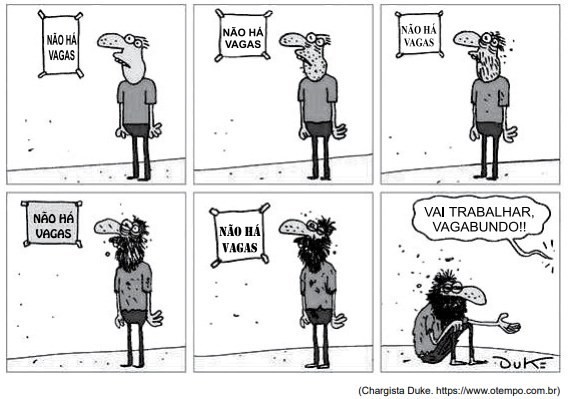 NÃO HÁ
VAGAS
NÃO HÁ
VAGAS
NÃO HÁ
VAGAS
NÃO HÁ
VAGAS
NÃO HÁ
VAGAS
VAI TRABALHAR,
VAGABUNDO!!
DUKE
(Chargista Duke. https://www.otempo.com.br)